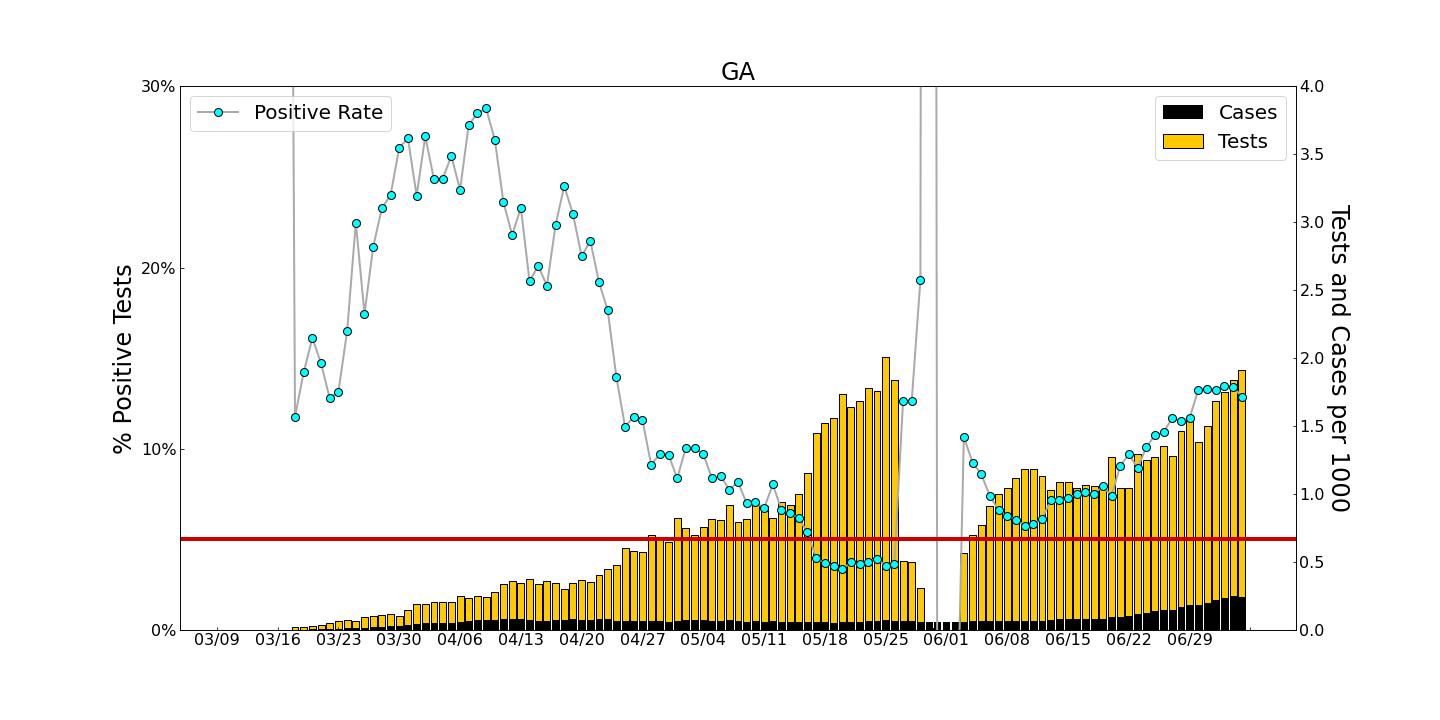 GA
Positive Rate
Cases
Tests
30%
20%
10%
0%
% Positive Tests
4.0
3.5
3.0
2.5
2.0
1.5
1.0
0.5
0.0
Tests and Cases per 1000
03/09 03/16 03/23 03/30 04/06 04/13 04/20 04/27 05/04 05/11 05/18 05/25 06/01 06/08 06/15 06/22 06/29